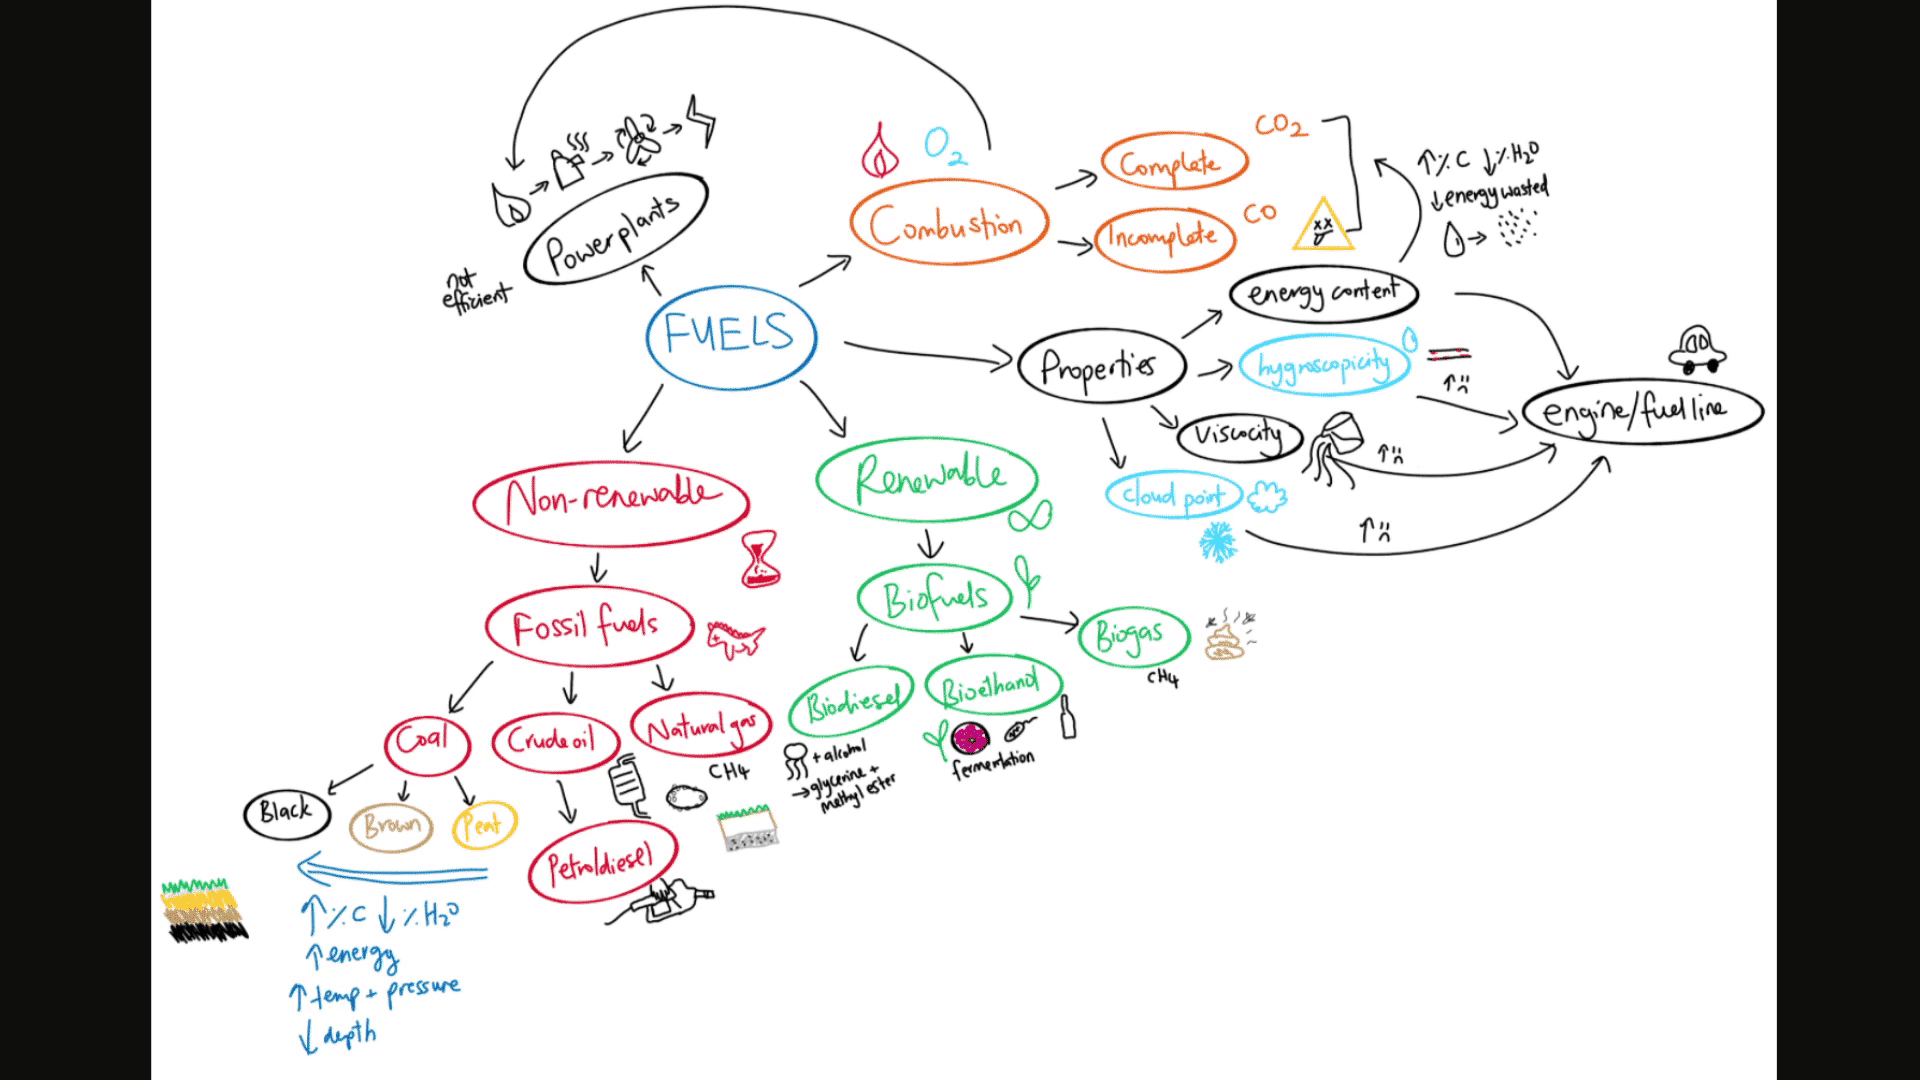 Powerplants
not
efficient
FUELS
O2
Combustion
Complete
CO2
Incomplete
CO
↑%C ↓%H2O
↓energy wasted
Properties
energy content
hygroscopicity
Viscocity
cloud point
↑
↑
↑
engine/fuel line
Non-renewable
Fossil fuels
Coal
Crude oil
Natural gas
CH4
Black
Brown
Peat
Petroldiesel
↑%C ↓%H2O
↑energy
↑temp + pressure
↓depth
Renewable
Biofuels
Biodiesel
+ alcohol
→glycerine +
methyl ester
Bioethanol
fermentation
Biogas
CH4